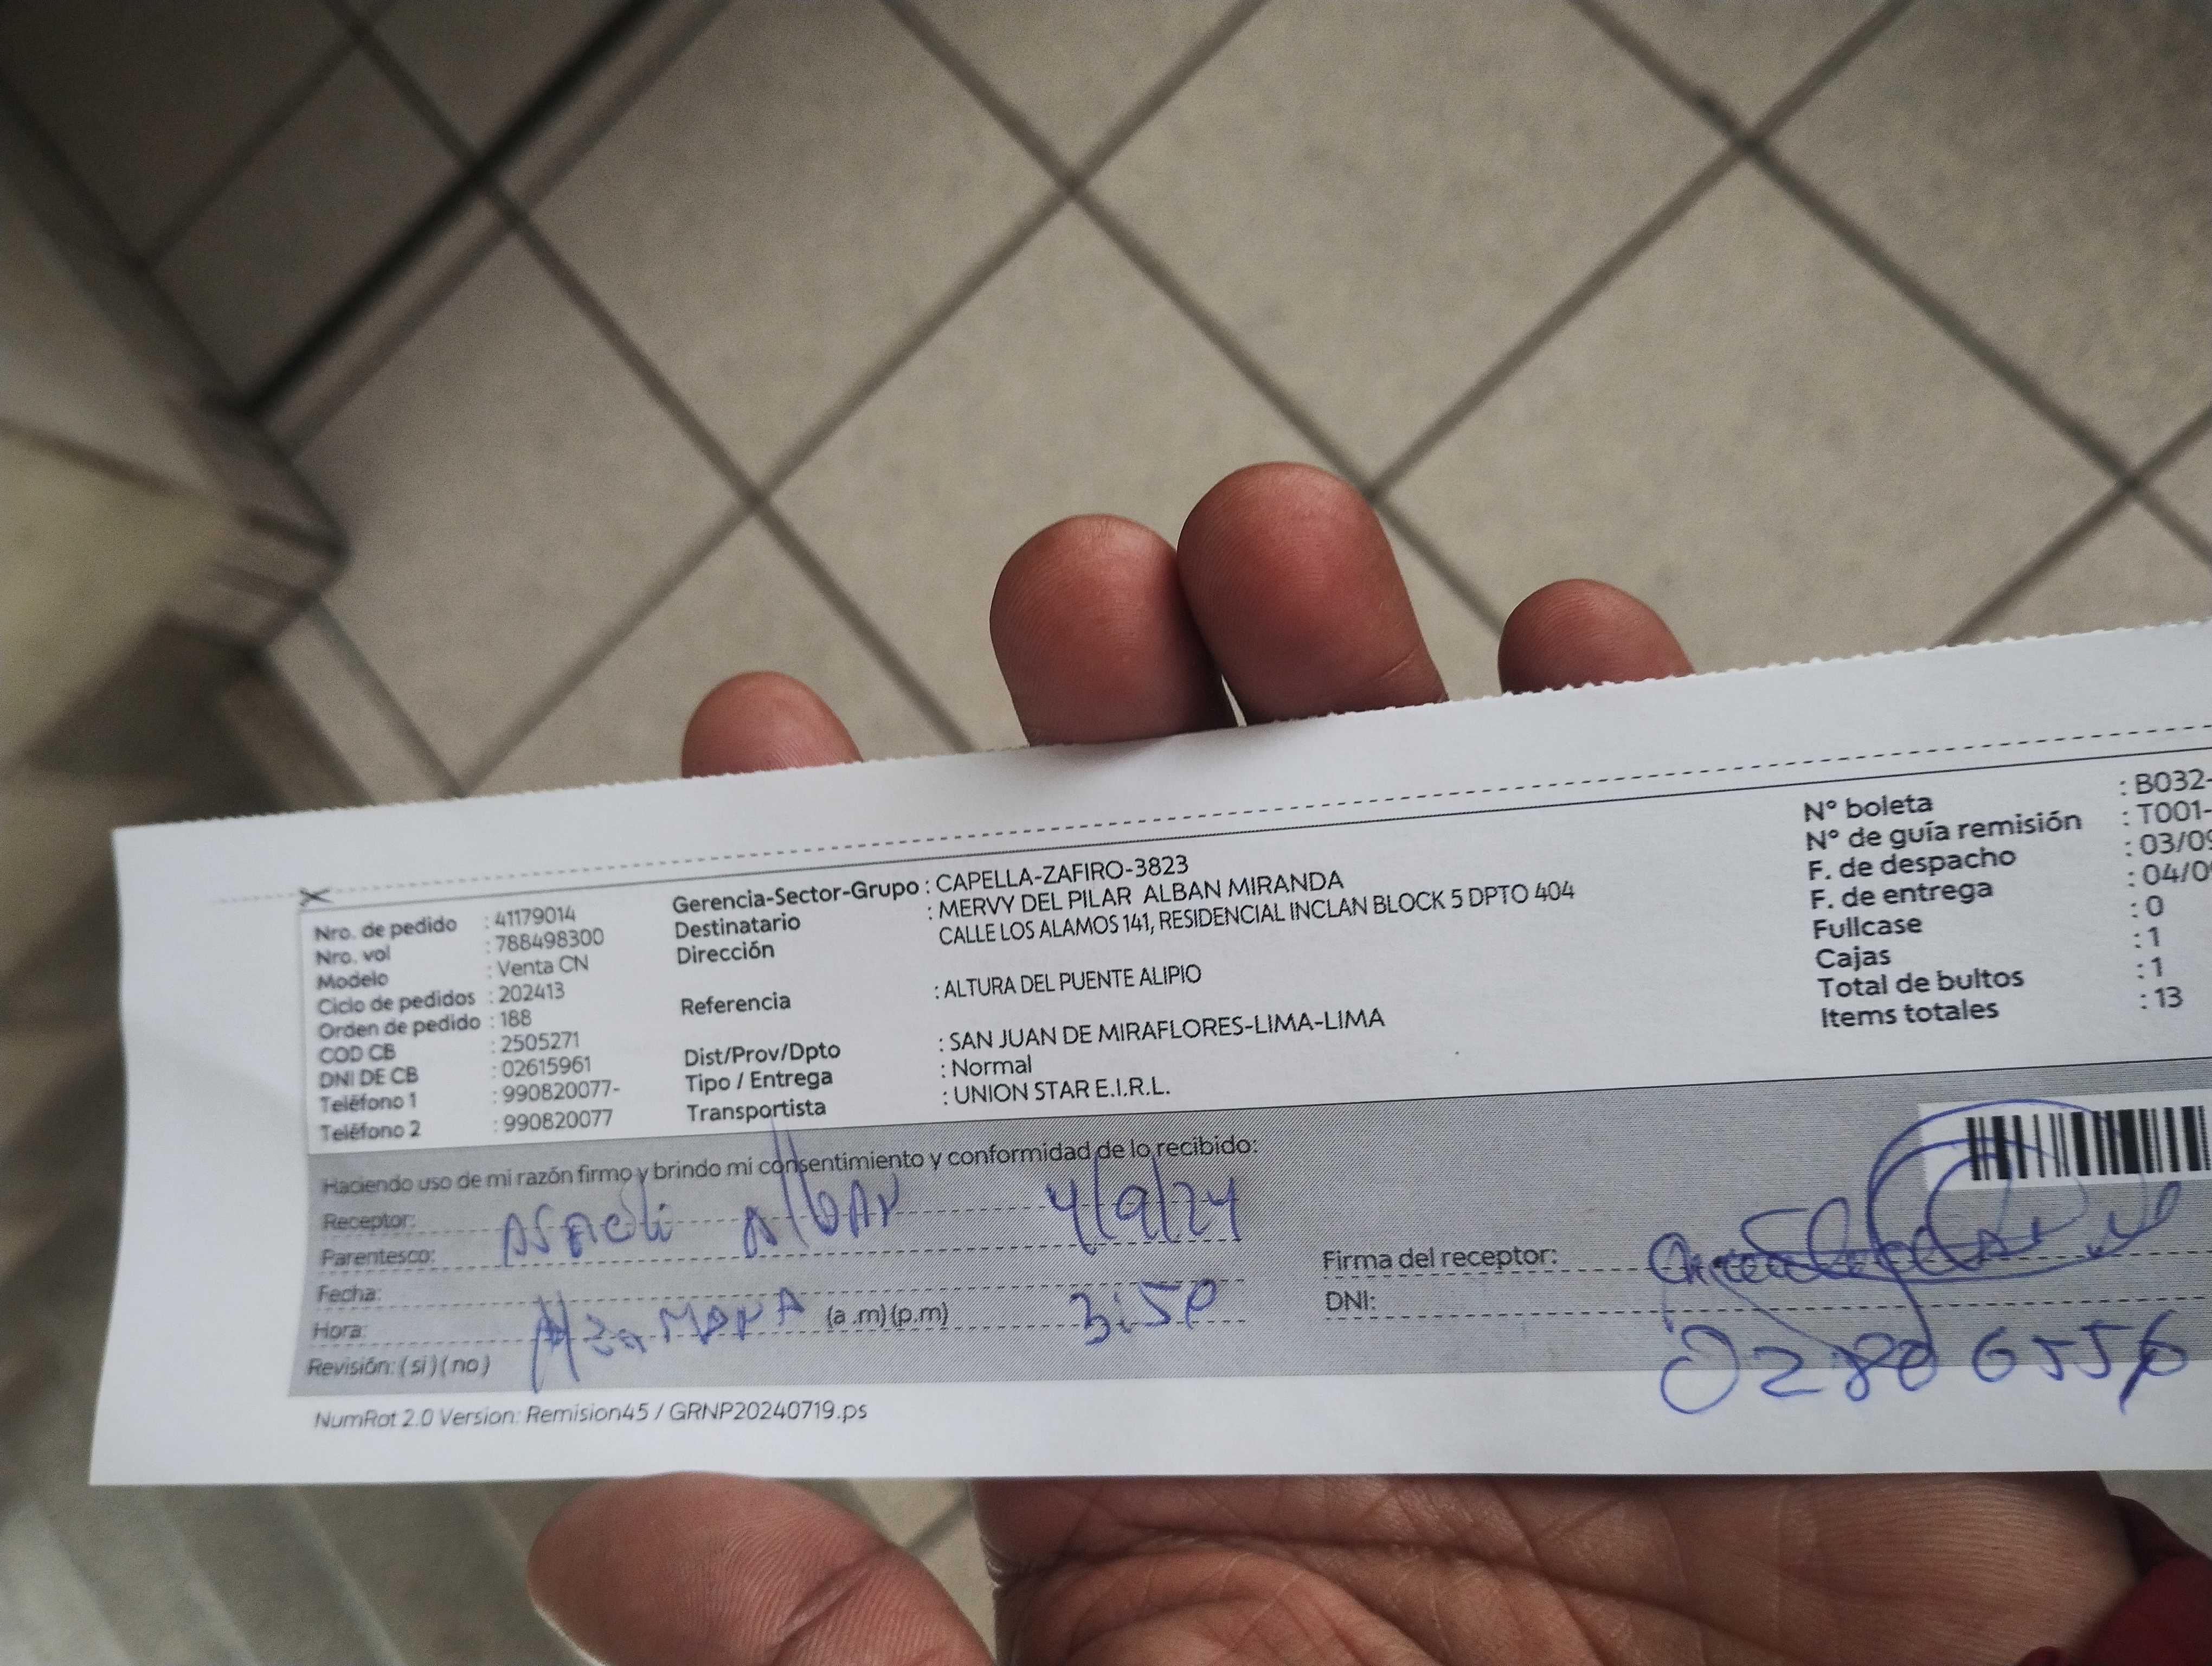 Nro. de pedido : 41179014
Nro. vol : 788498300
Modelo : Venta CN
Ciclo de pedidos : 202413
Orden de pedido : 188
COD CB : 2505271
DNI DE CB : 02615961
Teléfono 1 : 990820077-
Teléfono 2 : 990820077
Gerencia-Sector-Grupo : CAPELLA-ZAFIRO-3823
Destinatario : MERVY DEL PILAR ALBAN MIRANDA
Dirección CALLE LOS ALAMOS 141, RESIDENCIAL INCLAN BLOCK 5 DPTO 404
Referencia : ALTURA DEL PUENTE ALIPIO
Dist/Prov/Dpto : SAN JUAN DE MIRAFLORES-LIMA-LIMA
Tipo / Entrega : Normal
Transportista : UNION STAR E.I.R.L.
N° boleta : B032-
N° de guía remisión : T001-
F. de despacho : 03/09
F. de entrega : 04/09
Fullcase : 0
Cajas : 1
Total de bultos : 1
Items totales : 13
Haciendo uso de mi razón firmo y brindo mi consentimiento y conformidad de lo recibido:
Receptor: Alban 4/9/24
Parentesco:
Fecha:
Hora: (a .m) (p.m) 3:50
Revisión: ( si ) ( no )
Firma del receptor:
DNI:
NumRot 2.0 Version: Remision45 / GRNP20240719.ps